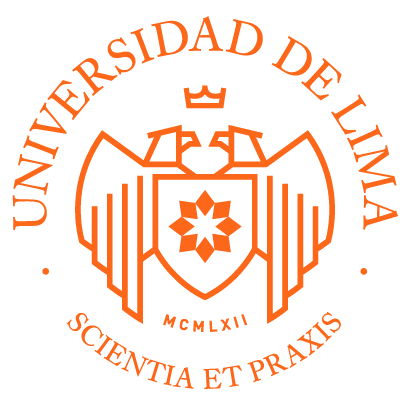 UNIVERSIDAD DE LIMA
MCMLXII
SCIENTIA ET PRAXIS